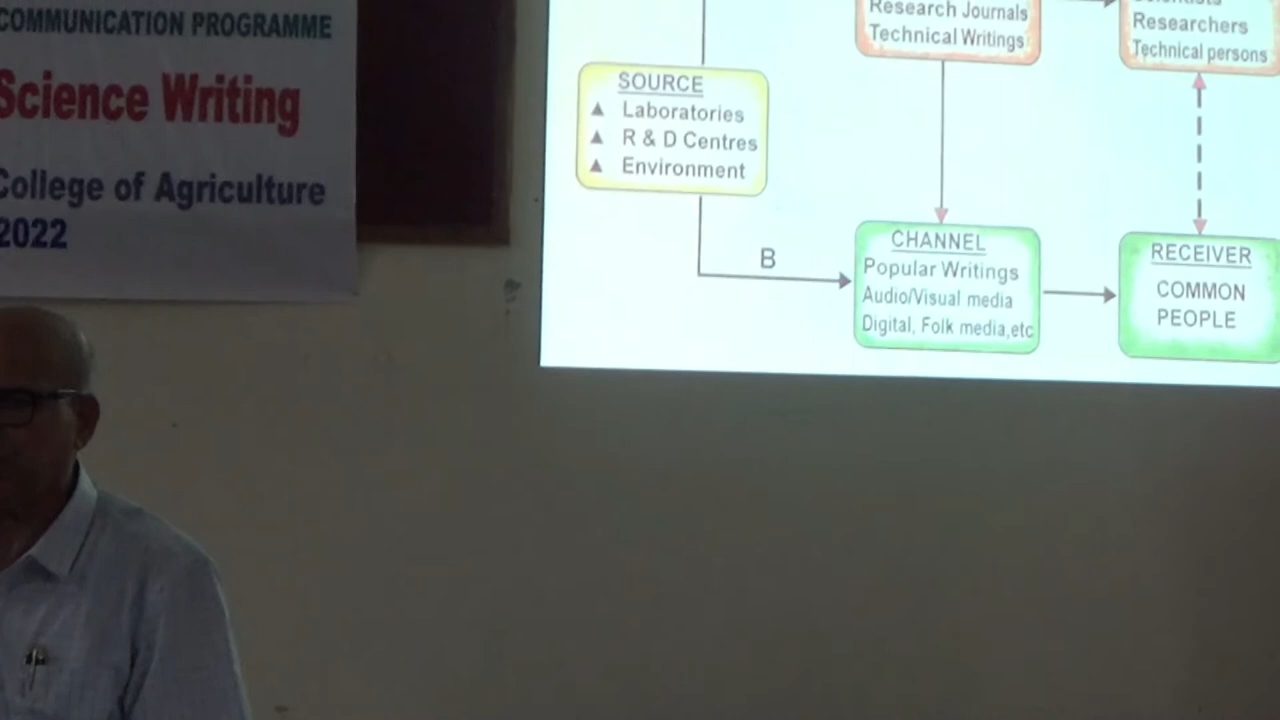 COMMUNICATION PROGRAMME
Science Writing
College of Agriculture
2022
Research Journals
Technical Writings
Scientists
Researchers
Technical persons
SOURCE
▲ Laboratories
▲ R & D Centres
▲ Environment
B
CHANNEL
Popular Writings
Audio/Visual media
Digital, Folk media,etc
RECEIVER
COMMON
PEOPLE